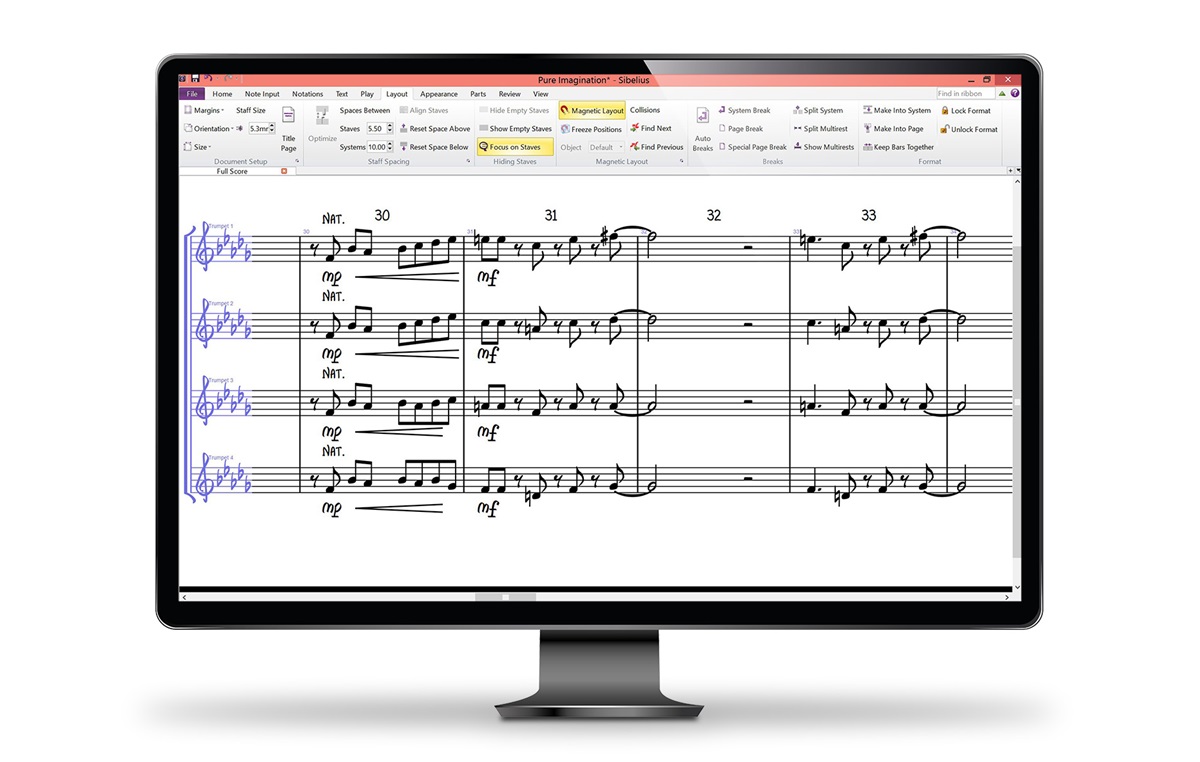 Pure Imagination* - Sibelius
File Home Note Input Notations Text Play Layout Appearance Parts Review View Find in ribbon
Margins Staff Size Spaces Between Align Staves Hide Empty Staves Magnetic Layout Collisions System Break Split System Make Into System Lock Format
Orientation 5.3mm Optimize Staves 5.50 Reset Space Above Show Empty Staves Freeze Positions Find Next Auto Breaks Page Break Split Multirest Make Into Page Unlock Format
Size Title Page Systems 10.00 Reset Space Below Focus on Staves Object Default Find Previous Special Page Break Show Multirests Keep Bars Together
Document Setup Staff Spacing Hiding Staves Magnetic Layout Breaks Format
Full Score
NAT. 30 31 32 33
Trumpet 1 30 31 33
mp mf
NAT.
Trumpet 2
mp mf
NAT.
Trumpet 3
mp mf
NAT.
Trumpet 4
mp mf